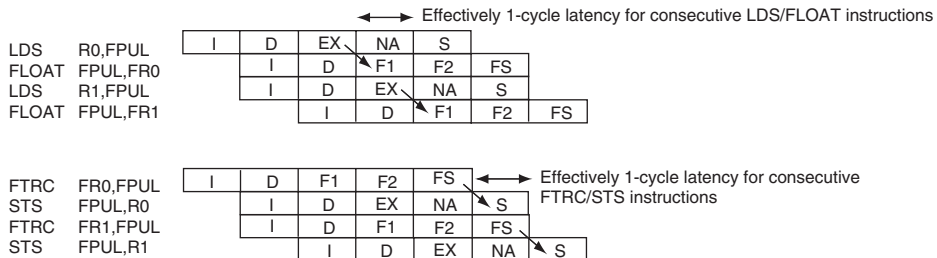 Effectively 1-cycle latency for consecutive LDS/FLOAT instructions
LDS R0,FPUL I D EX NA S
FLOAT FPUL,FR0 I D F1 F2 FS
LDS R1,FPUL I D EX NA S
FLOAT FPUL,FR1 I D F1 F2 FS
FTRC FR0,FPUL I D F1 F2 FS Effectively 1-cycle latency for consecutive
FTRC/STS instructions
STS FPUL,R0 I D EX NA S
FTRC FR1,FPUL I D F1 F2 FS
STS FPUL,R1 I D EX NA S